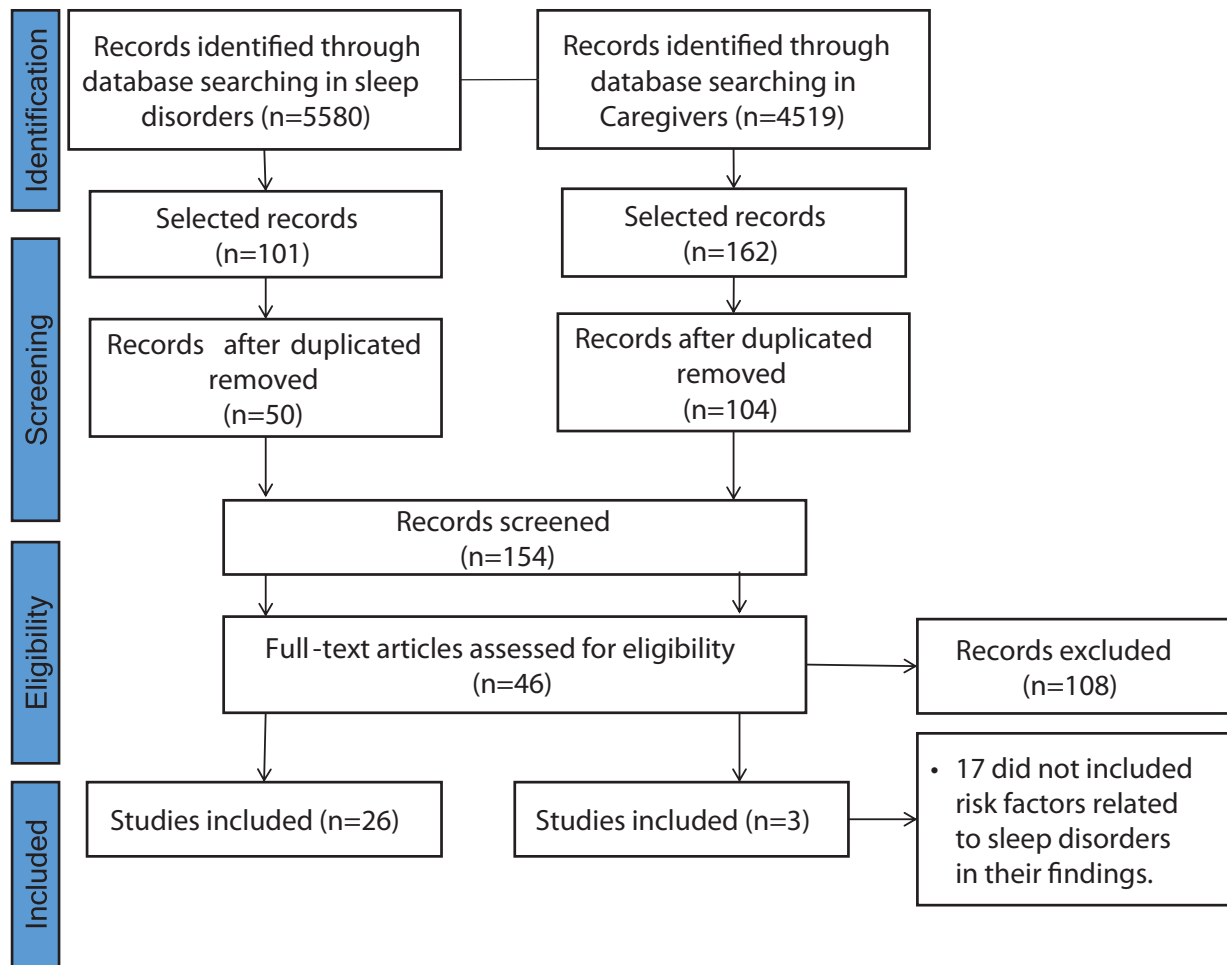 Identification
Records identified through
database searching in sleep
disorders (n=5580)
Records identified through
database searching in
Caregivers (n=4519)
Selected records
(n=101)
Selected records
(n=162)
Screening
Records after duplicated
removed
(n=50)
Records after duplicated
removed
(n=104)
Records screened
(n=154)
Eligibility
Full-text articles assessed for eligibility
(n=46)
Records excluded
(n=108)
Included
Studies included (n=26)
Studies included (n=3)
• 17 did not included
risk factors related
to sleep disorders
in their findings.